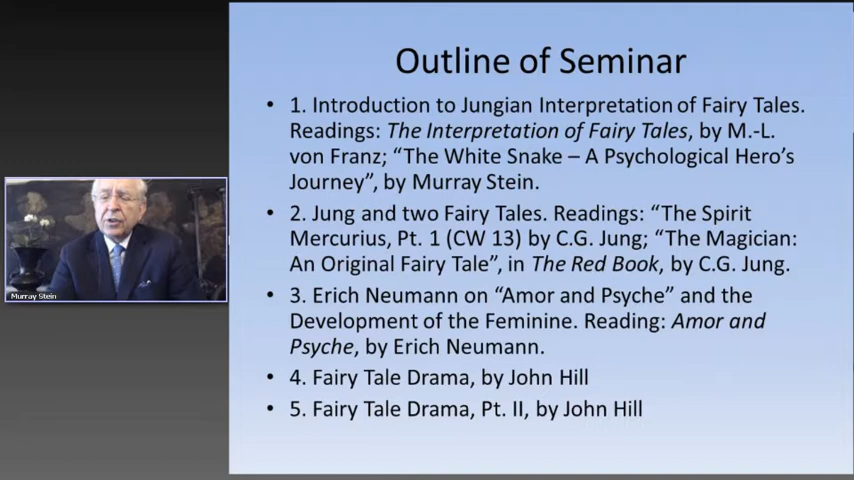 Outline of Seminar
• 1. Introduction to Jungian Interpretation of Fairy Tales.
Readings: The Interpretation of Fairy Tales, by M.-L.
von Franz; “The White Snake – A Psychological Hero’s
Journey”, by Murray Stein.
• 2. Jung and two Fairy Tales. Readings: “The Spirit
Mercurius, Pt. 1 (CW 13) by C.G. Jung; “The Magician:
An Original Fairy Tale”, in The Red Book, by C.G. Jung.
• 3. Erich Neumann on “Amor and Psyche” and the
Development of the Feminine. Reading: Amor and
Psyche, by Erich Neumann.
• 4. Fairy Tale Drama, by John Hill
• 5. Fairy Tale Drama, Pt. II, by John Hill
Murray Stein